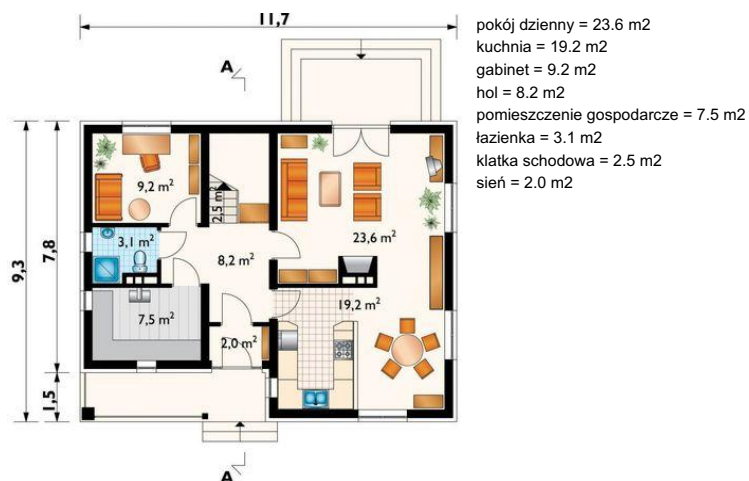 11,7
pokój dzienny = 23.6 m2
kuchnia = 19.2 m2
gabinet = 9.2 m2
hol = 8.2 m2
pomieszczenie gospodarcze = 7.5 m2
łazienka = 3.1 m2
klatka schodowa = 2.5 m2
sień = 2.0 m2
A
9,2 m²
2,5 m²
23,6 m²
3,1 m²
8,2 m²
7,8
9,3
19,2 m²
7,5 m²
2,0 m²
1,5
A